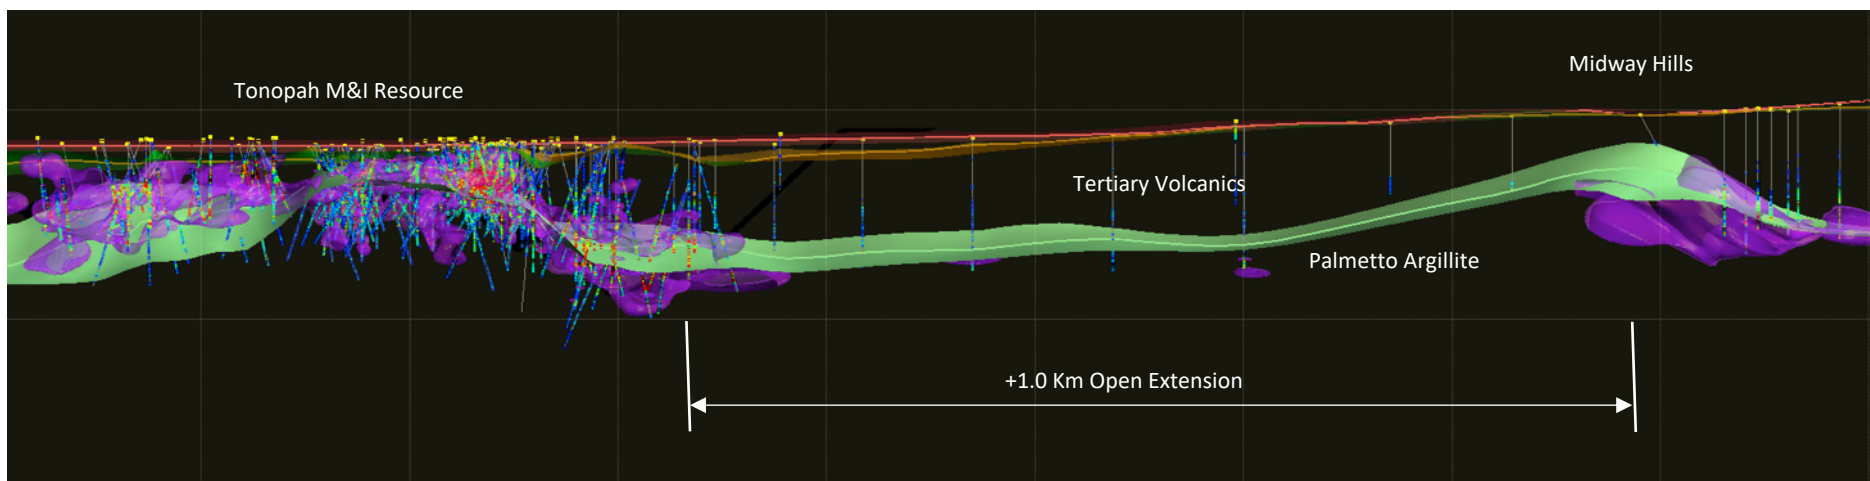 Midway Hills
Tonopah M&I Resource
Tertiary Volcanics
Palmetto Argillite
+1.0 Km Open Extension